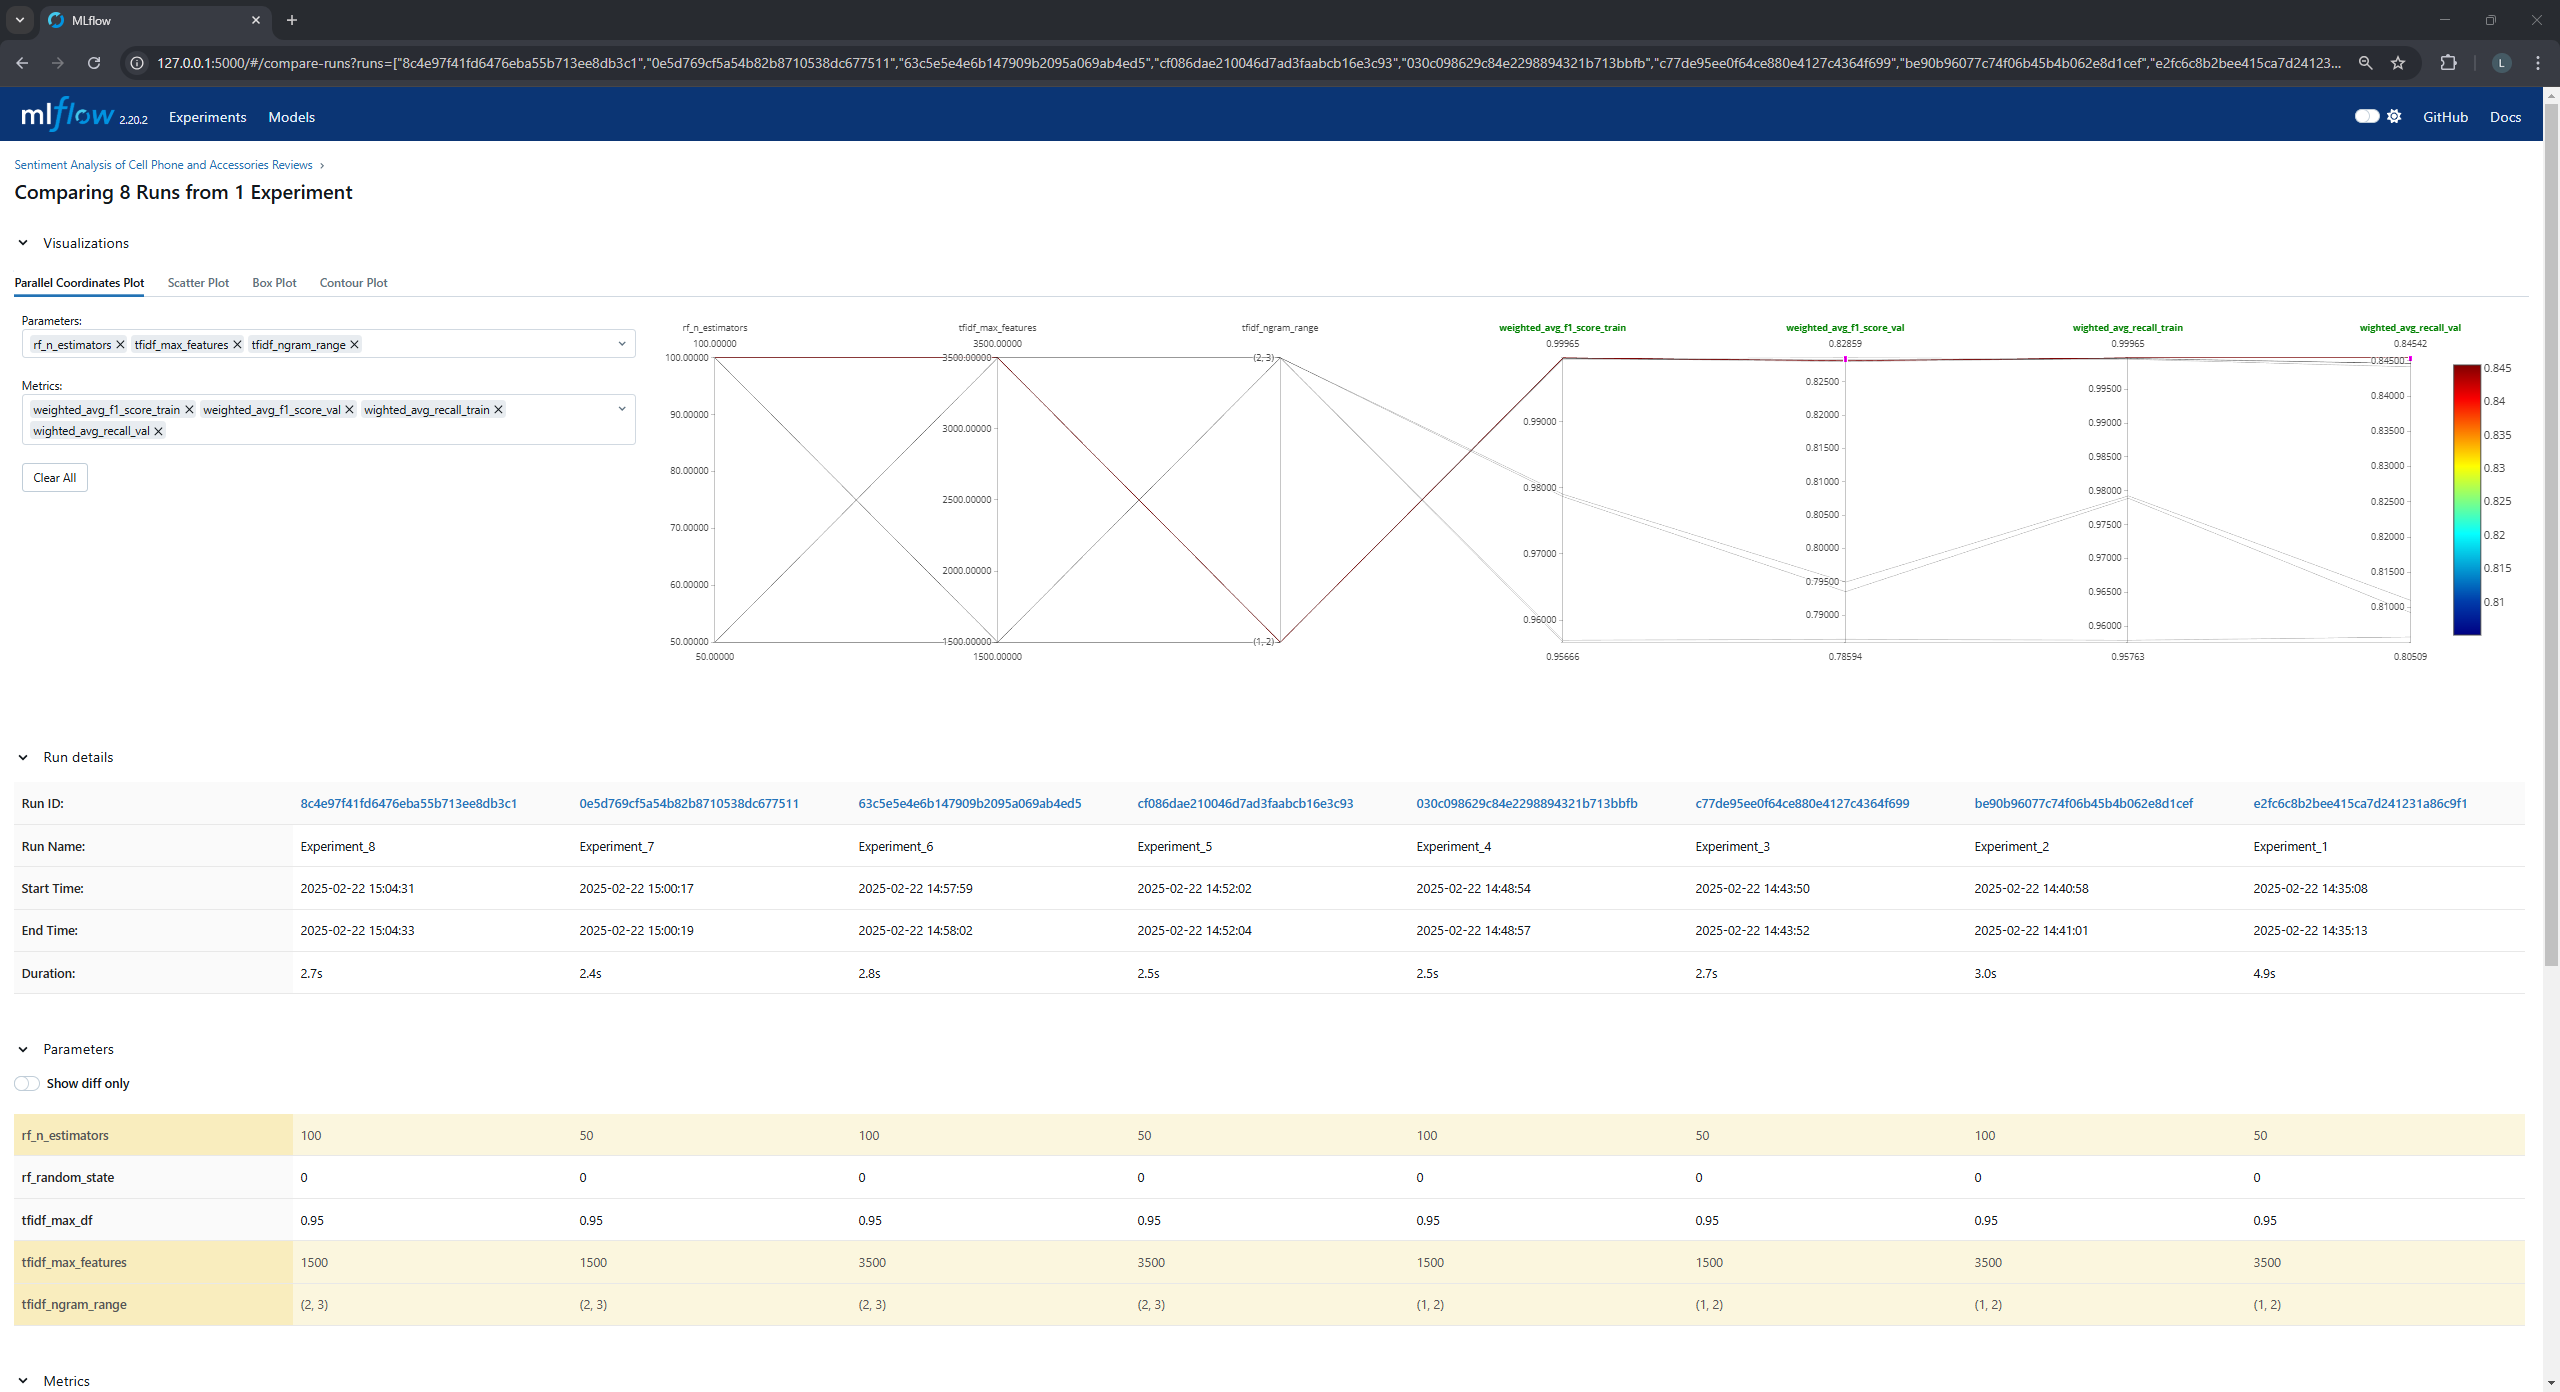 MLflow
127.0.0.1:5000/#/compare-runs?runs=["8c4e97f41fd6476eba55b713ee8db3c1","0e5d769cf5a54b82b8710538dc677511","63c5e5e4e6b147909b2095a069ab4ed5","cf086dae210046d7ad3faabcb16e3c93","030c098629c84e2298894321b713bbfb","c77de95ee0f64ce880e4127c4364f699","be90b96077c74f06b45b4b062e8d1cef","e2fc6c8b2bee415ca7d24123...
L
mlflow 2.20.2 Experiments Models GitHub Docs
Sentiment Analysis of Cell Phone and Accessories Reviews ›
Comparing 8 Runs from 1 Experiment
Visualizations
Parallel Coordinates Plot Scatter Plot Box Plot Contour Plot
Parameters:
rf_n_estimators tfidf_max_features tfidf_ngram_range
Metrics:
weighted_avg_f1_score_train weighted_avg_f1_score_val wighted_avg_recall_train
wighted_avg_recall_val
Clear All
rf_n_estimators
100.00000
100.00000
90.00000
80.00000
70.00000
60.00000
50.00000
50.00000
tfidf_max_features
3500.00000
3500.00000
3000.00000
2500.00000
2000.00000
1500.00000
1500.00000
tfidf_ngram_range
(2, 3)
(1, 2)
weighted_avg_f1_score_train
0.99965
0.99000
0.98000
0.97000
0.96000
0.95666
weighted_avg_f1_score_val
0.82859
0.82500
0.82000
0.81500
0.81000
0.80500
0.80000
0.79500
0.79000
0.78594
wighted_avg_recall_train
0.99965
0.99500
0.99000
0.98500
0.98000
0.97500
0.97000
0.96500
0.96000
0.95763
wighted_avg_recall_val
0.84542
0.84500
0.84000
0.83500
0.83000
0.82500
0.82000
0.81500
0.81000
0.80509
0.845
0.84
0.835
0.83
0.825
0.82
0.815
0.81
Run details
Run ID: 8c4e97f41fd6476eba55b713ee8db3c1 0e5d769cf5a54b82b8710538dc677511 63c5e5e4e6b147909b2095a069ab4ed5 cf086dae210046d7ad3faabcb16e3c93 030c098629c84e2298894321b713bbfb c77de95ee0f64ce880e4127c4364f699 be90b96077c74f06b45b4b062e8d1cef e2fc6c8b2bee415ca7d241231a86c9f1
Run Name: Experiment_8 Experiment_7 Experiment_6 Experiment_5 Experiment_4 Experiment_3 Experiment_2 Experiment_1
Start Time: 2025-02-22 15:04:31 2025-02-22 15:00:17 2025-02-22 14:57:59 2025-02-22 14:52:02 2025-02-22 14:48:54 2025-02-22 14:43:50 2025-02-22 14:40:58 2025-02-22 14:35:08
End Time: 2025-02-22 15:04:33 2025-02-22 15:00:19 2025-02-22 14:58:02 2025-02-22 14:52:04 2025-02-22 14:48:57 2025-02-22 14:43:52 2025-02-22 14:41:01 2025-02-22 14:35:13
Duration: 2.7s 2.4s 2.8s 2.5s 2.5s 2.7s 3.0s 4.9s
Parameters
Show diff only
rf_n_estimators 100 50 100 50 100 50 100 50
rf_random_state 0 0 0 0 0 0 0 0
tfidf_max_df 0.95 0.95 0.95 0.95 0.95 0.95 0.95 0.95
tfidf_max_features 1500 1500 3500 3500 1500 1500 3500 3500
tfidf_ngram_range (2, 3) (2, 3) (2, 3) (2, 3) (1, 2) (1, 2) (1, 2) (1, 2)
Metrics